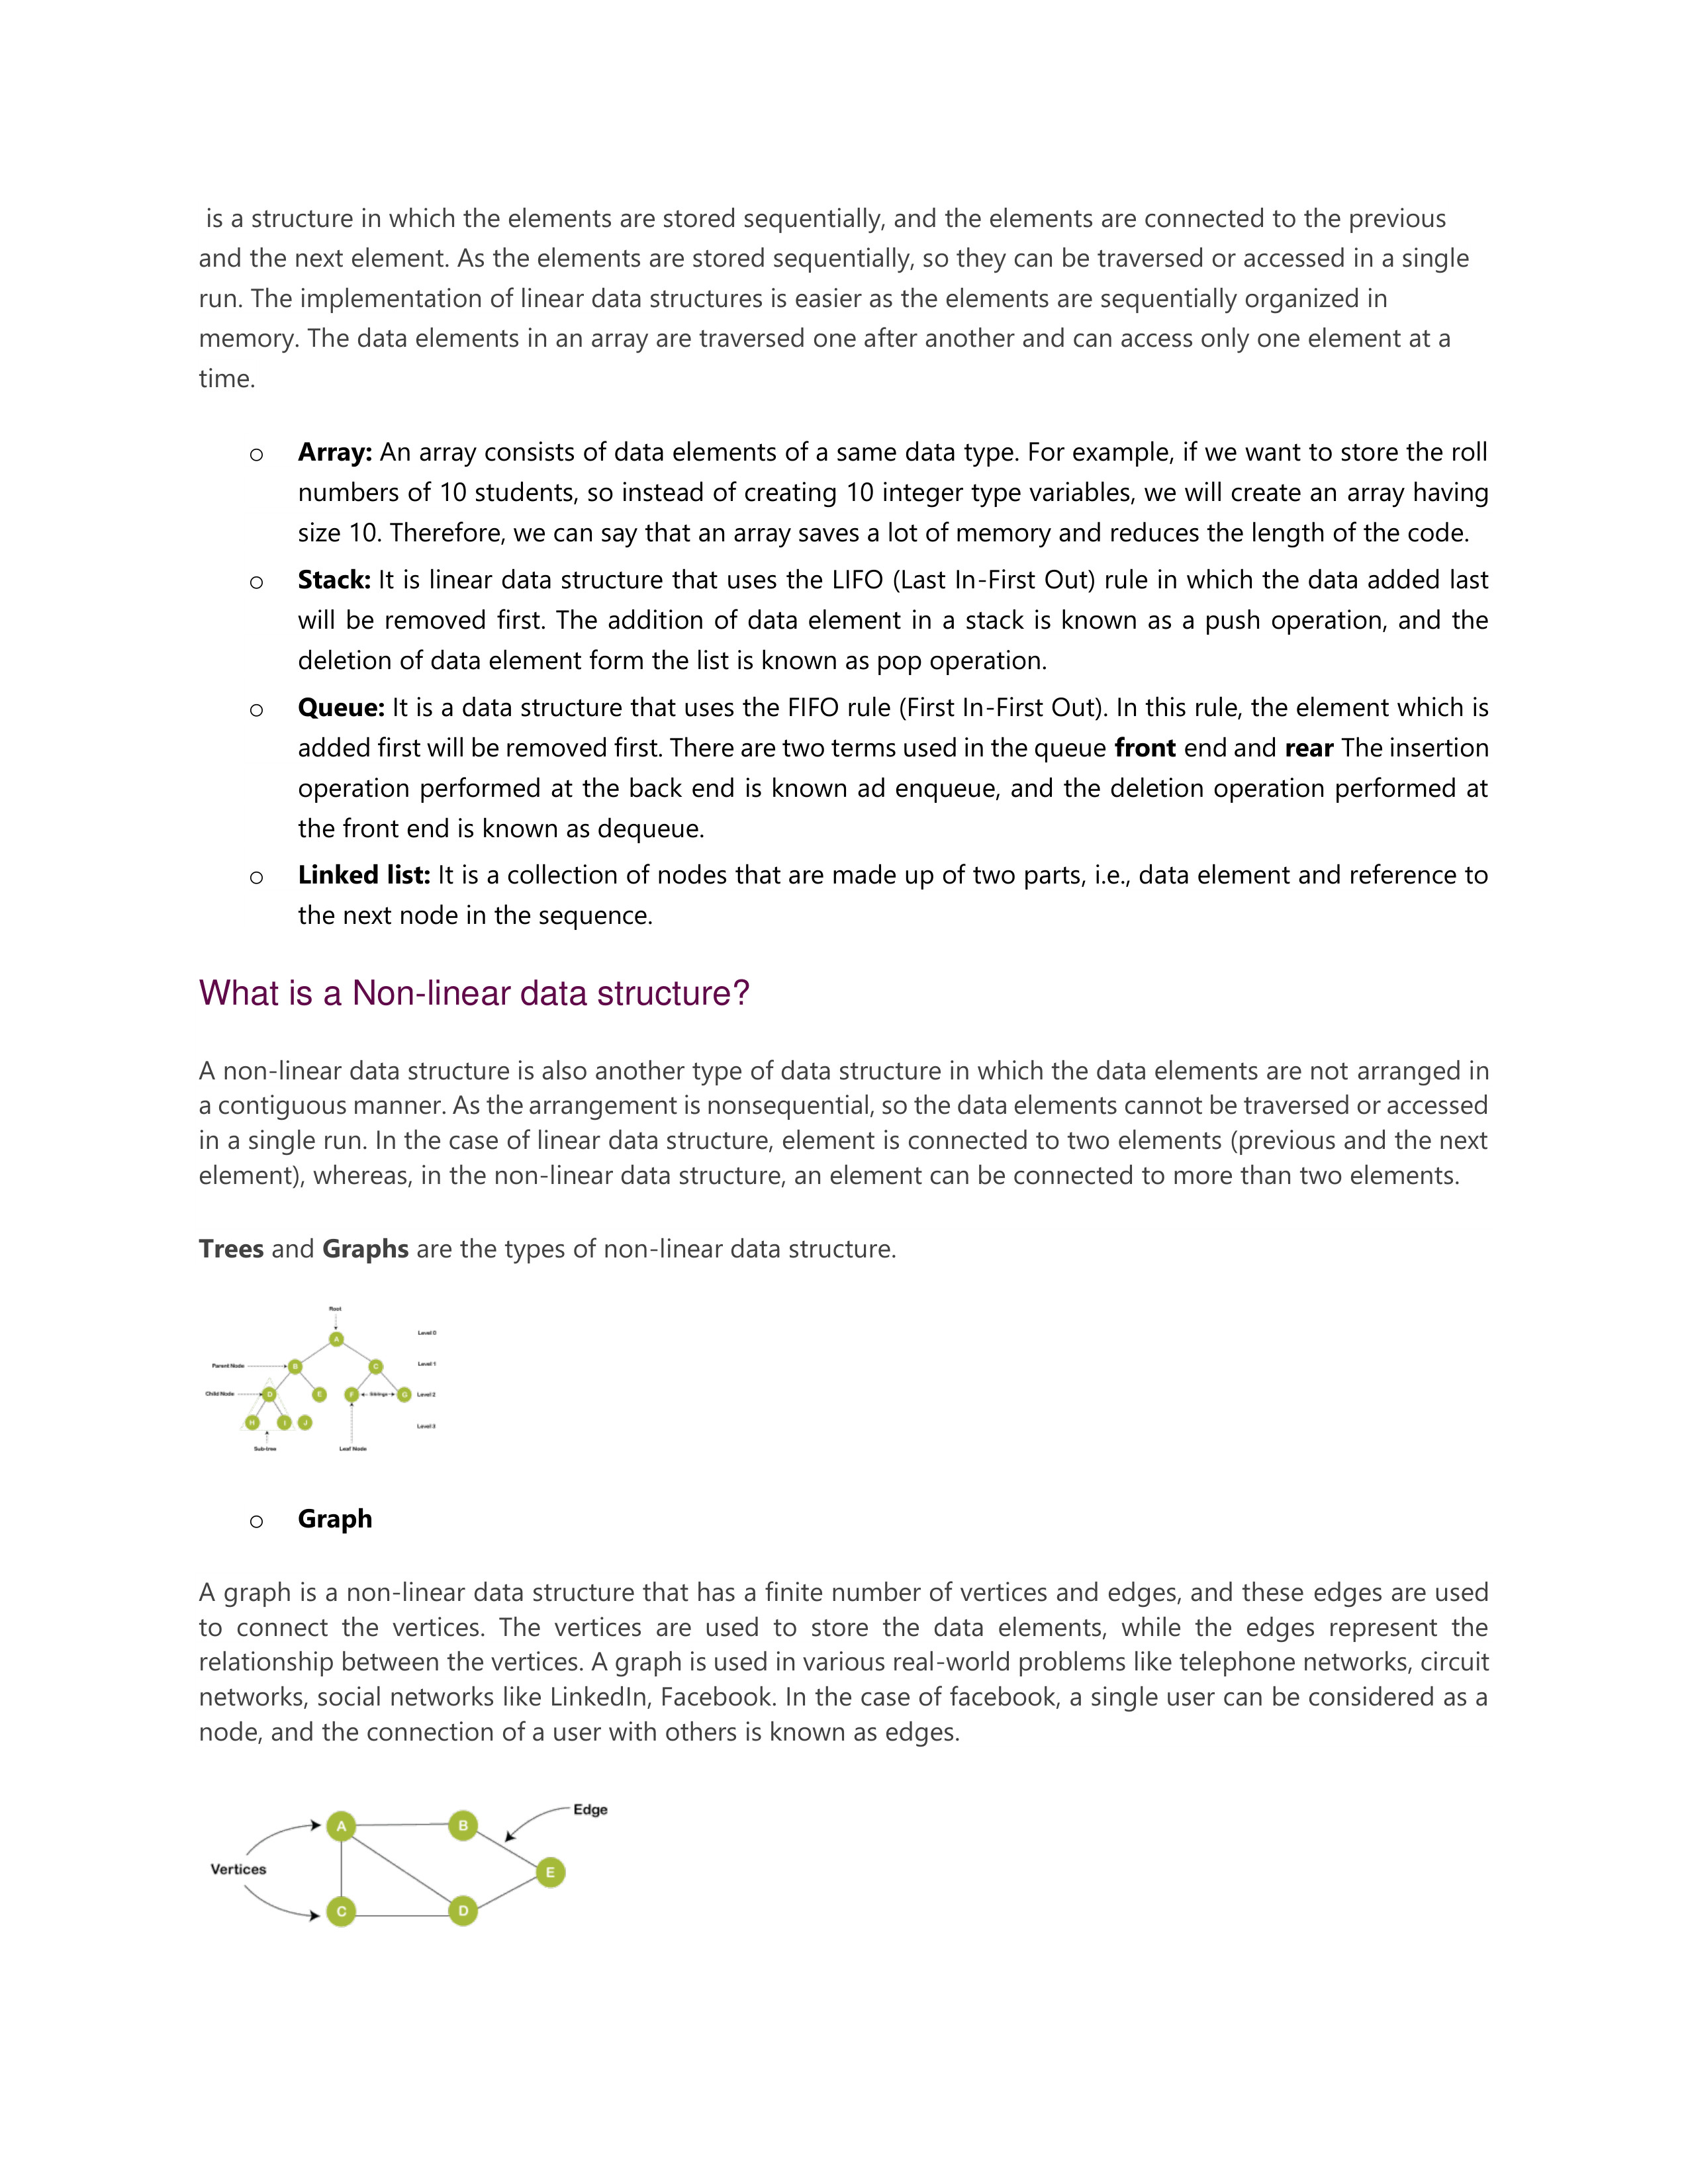 is a structure in which the elements are stored sequentially, and the elements are connected to the previous
and the next element. As the elements are stored sequentially, so they can be traversed or accessed in a single
run. The implementation of linear data structures is easier as the elements are sequentially organized in
memory. The data elements in an array are traversed one after another and can access only one element at a
time.
o Array: An array consists of data elements of a same data type. For example, if we want to store the roll
numbers of 10 students, so instead of creating 10 integer type variables, we will create an array having
size 10. Therefore, we can say that an array saves a lot of memory and reduces the length of the code.
o Stack: It is linear data structure that uses the LIFO (Last In-First Out) rule in which the data added last
will be removed first. The addition of data element in a stack is known as a push operation, and the
deletion of data element form the list is known as pop operation.
o Queue: It is a data structure that uses the FIFO rule (First In-First Out). In this rule, the element which is
added first will be removed first. There are two terms used in the queue front end and rear The insertion
operation performed at the back end is known ad enqueue, and the deletion operation performed at
the front end is known as dequeue.
o Linked list: It is a collection of nodes that are made up of two parts, i.e., data element and reference to
the next node in the sequence.
What is a Non-linear data structure?
A non-linear data structure is also another type of data structure in which the data elements are not arranged in
a contiguous manner. As the arrangement is nonsequential, so the data elements cannot be traversed or accessed
in a single run. In the case of linear data structure, element is connected to two elements (previous and the next
element), whereas, in the non-linear data structure, an element can be connected to more than two elements.
Trees and Graphs are the types of non-linear data structure.
Root
Level 0
A
Parent Node B C Level 1
Child Node D E F G Level 2
H I J Level 3
Sub-tree Leaf Node
o Graph
A graph is a non-linear data structure that has a finite number of vertices and edges, and these edges are used
to connect the vertices. The vertices are used to store the data elements, while the edges represent the
relationship between the vertices. A graph is used in various real-world problems like telephone networks, circuit
networks, social networks like LinkedIn, Facebook. In the case of facebook, a single user can be considered as a
node, and the connection of a user with others is known as edges.
Edge
A B
Vertices E
C D